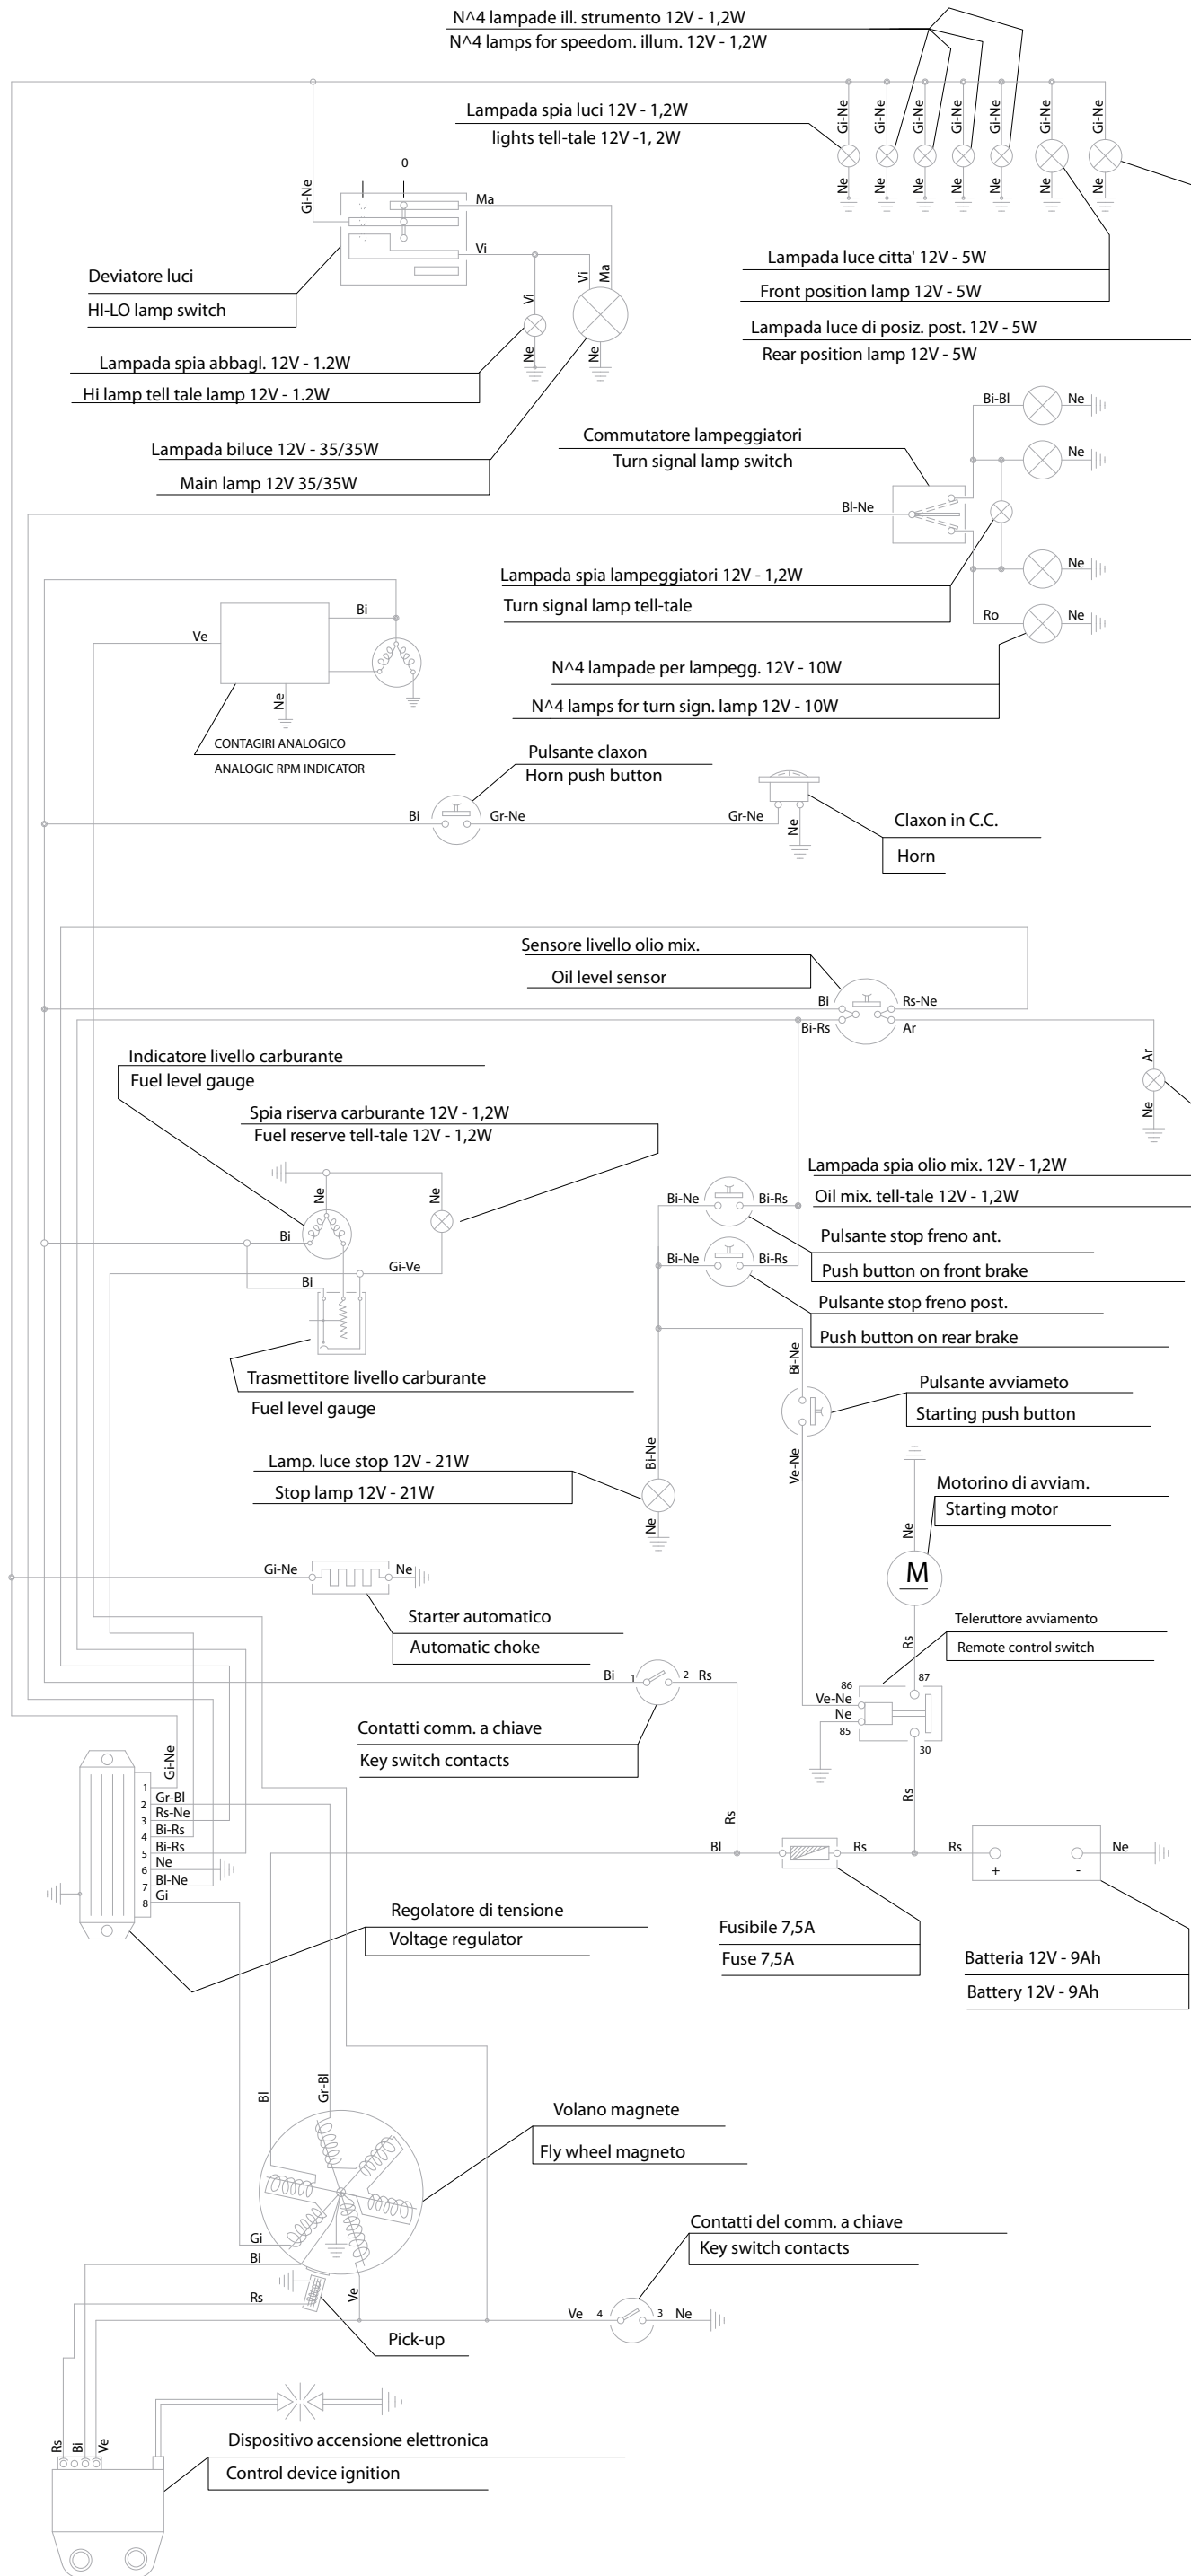 N^4 lampade ill. strumento 12V - 1,2W
N^4 lamps for speedom. illum. 12V - 1,2W
Lampada spia luci 12V - 1,2W
lights tell-tale 12V -1, 2W
Gi-Ne
Gi-Ne
Gi-Ne
Gi-Ne
Gi-Ne
Gi-Ne
Gi-Ne
Ne
Ne
Ne
Ne
Ne
Ne
Ne
0
Gi-Ne
Ma
Vi
Deviatore luci
HI-LO lamp switch
Vi
Ne
Vi
Ma
Ne
Lampada luce citta' 12V - 5W
Front position lamp 12V - 5W
Lampada luce di posiz. post. 12V - 5W
Rear position lamp 12V - 5W
Lampada spia abbagl. 12V - 1.2W
Hi lamp tell tale lamp 12V - 1.2W
Lampada biluce 12V - 35/35W
Main lamp 12V 35/35W
Commutatore lampeggiatori
Turn signal lamp switch
Bi-Bl
Ne
Ne
Bl-Ne
Ne
Ro
Ne
Lampada spia lampeggiatori 12V - 1,2W
Turn signal lamp tell-tale
N^4 lampade per lampegg. 12V - 10W
N^4 lamps for turn sign. lamp 12V - 10W
Ve
Bi
Ne
CONTAGIRI ANALOGICO
ANALOGIC RPM INDICATOR
Pulsante claxon
Horn push button
Bi
Gr-Ne
Gr-Ne
Ne
Claxon in C.C.
Horn
Sensore livello olio mix.
Oil level sensor
Bi
Rs-Ne
Bi-Rs
Ar
Ar
Ne
Indicatore livello carburante
Fuel level gauge
Spia riserva carburante 12V - 1,2W
Fuel reserve tell-tale 12V - 1,2W
Ne
Ne
Bi
Gi-Ve
Bi
Lampada spia olio mix. 12V - 1,2W
Oil mix. tell-tale 12V - 1,2W
Bi-Ne
Bi-Rs
Pulsante stop freno ant.
Push button on front brake
Bi-Ne
Bi-Rs
Pulsante stop freno post.
Push button on rear brake
Trasmettitore livello carburante
Fuel level gauge
Bi-Ne
Pulsante avviameto
Starting push button
Ve-Ne
Bi-Ne
Ne
Lamp. luce stop 12V - 21W
Stop lamp 12V - 21W
Motorino di avviam.
Starting motor
Ne
M
Rs
Gi-Ne
Ne
Starter automatico
Automatic choke
Teleruttore avviamento
Remote control switch
Bi
1
2
Rs
86
87
Ve-Ne
Ne
85
30
Contatti comm. a chiave
Key switch contacts
Gi-Ne
1
2
3
4
5
6
7
8
Gr-Bl
Rs-Ne
Bi-Rs
Bi-Rs
Ne
Bl-Ne
Gi
Rs
Rs
Bl
Rs
Rs
+
-
Ne
Regolatore di tensione
Voltage regulator
Fusibile 7,5A
Fuse 7,5A
Batteria 12V - 9Ah
Battery 12V - 9Ah
Bl
Gr-Bl
Volano magnete
Fly wheel magneto
Gi
Bi
Rs
Ve
Contatti del comm. a chiave
Key switch contacts
Ve
4
3
Ne
Pick-up
Rs
Bi
Ve
Dispositivo accensione elettronica
Control device ignition